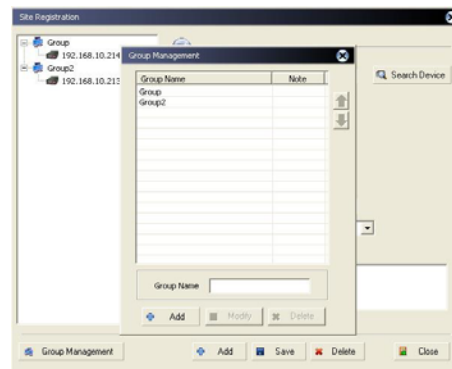 Site Registration
Group
192.168.10.214
Group2
192.168.10.213
Search Device
Group Management
Group Name Note
Group
Group2
Group Name
Add Modify Delete
Group Management Add Save Delete Close